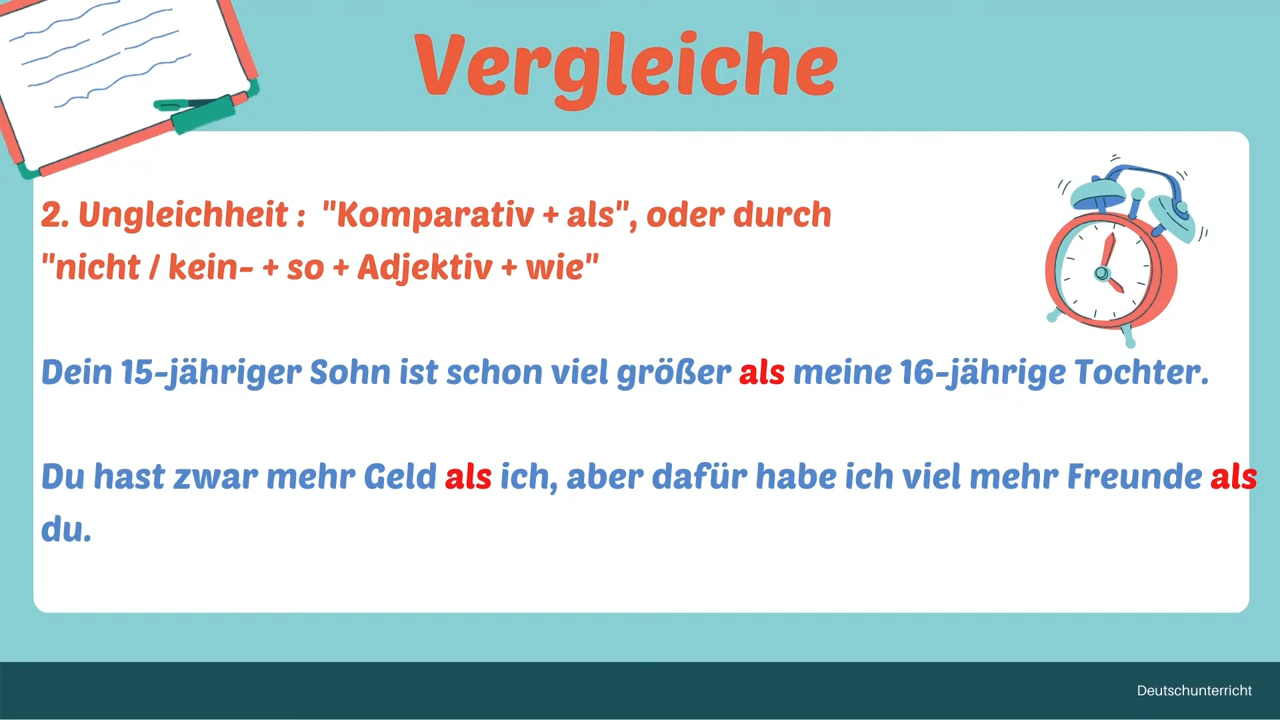 Vergleiche
2. Ungleichheit :  "Komparativ + als", oder durch
"nicht / kein- + so + Adjektiv + wie"
Dein 15-jähriger Sohn ist schon viel größer als meine 16-jährige Tochter.
Du hast zwar mehr Geld als ich, aber dafür habe ich viel mehr Freunde als
du.
Deutschunterricht